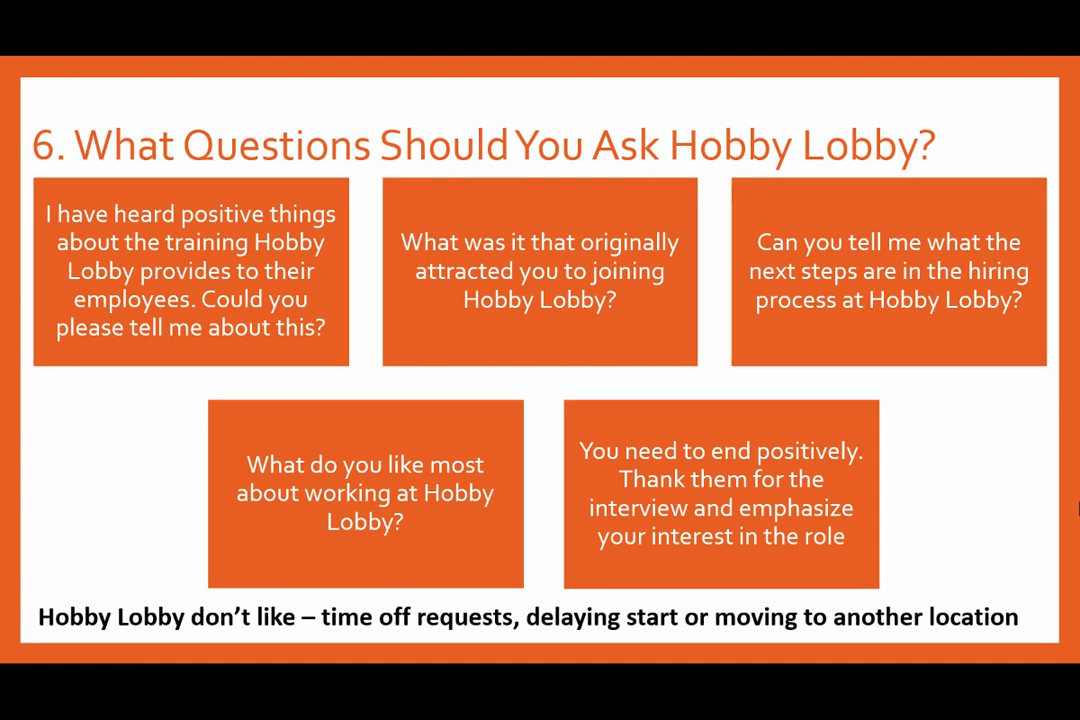 6. What Questions Should You Ask Hobby Lobby?
I have heard positive things
about the training Hobby
Lobby provides to their
employees. Could you
please tell me about this?
What was it that originally
attracted you to joining
Hobby Lobby?
Can you tell me what the
next steps are in the hiring
process at Hobby Lobby?
What do you like most
about working at Hobby
Lobby?
You need to end positively.
Thank them for the
interview and emphasize
your interest in the role
Hobby Lobby don’t like – time off requests, delaying start or moving to another location